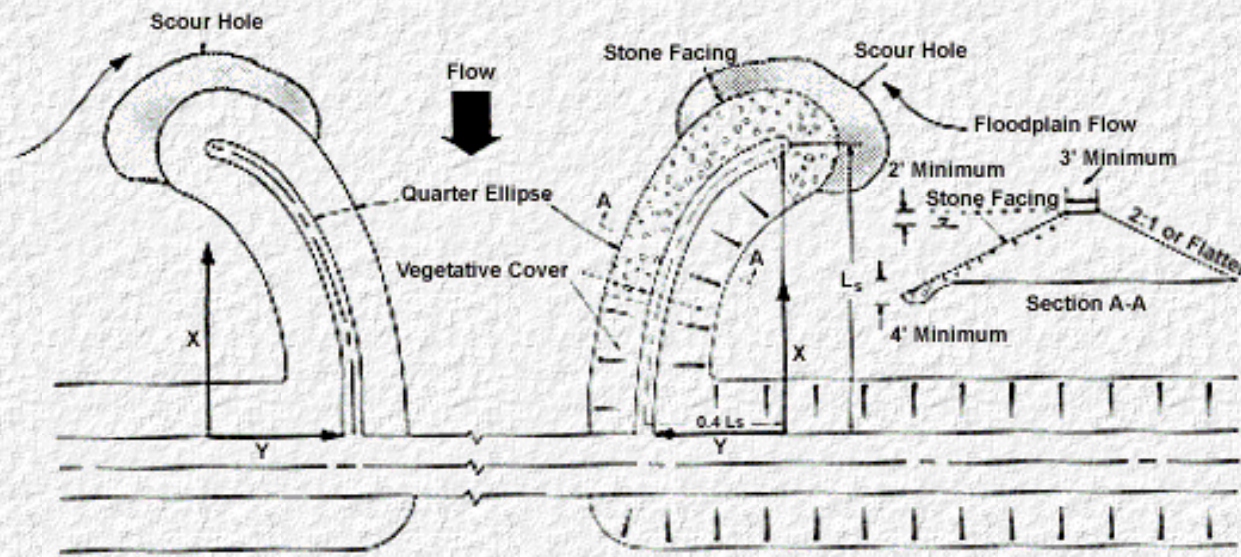 Scour Hole
Stone Facing
Scour Hole
Flow
Floodplain Flow
3' Minimum
2' Minimum
Stone Facing
Quarter Ellipse
A
2:1 or Flatter
Vegetative Cover
A
Ls
Section A-A
4' Minimum
X
X
0.4 Ls
Y
Y